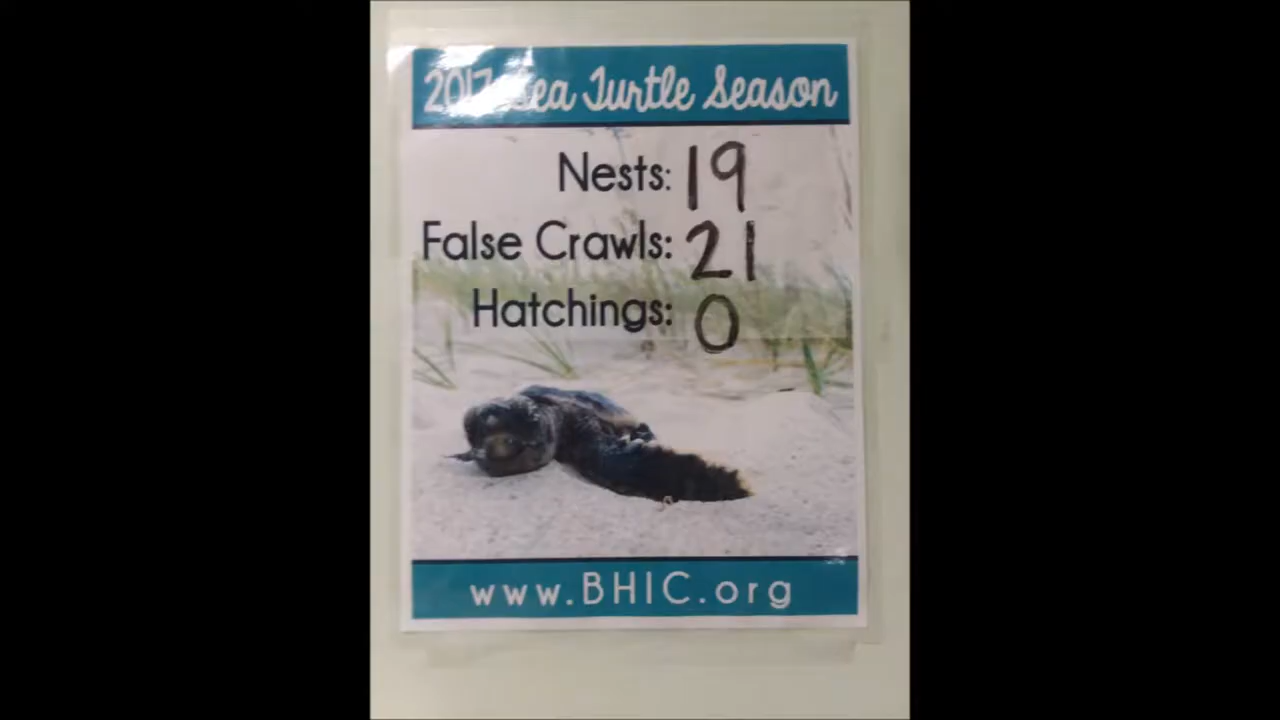 2017 Sea Turtle Season
Nests: 19
False Crawls: 21
Hatchings: 0
www.BHIC.org